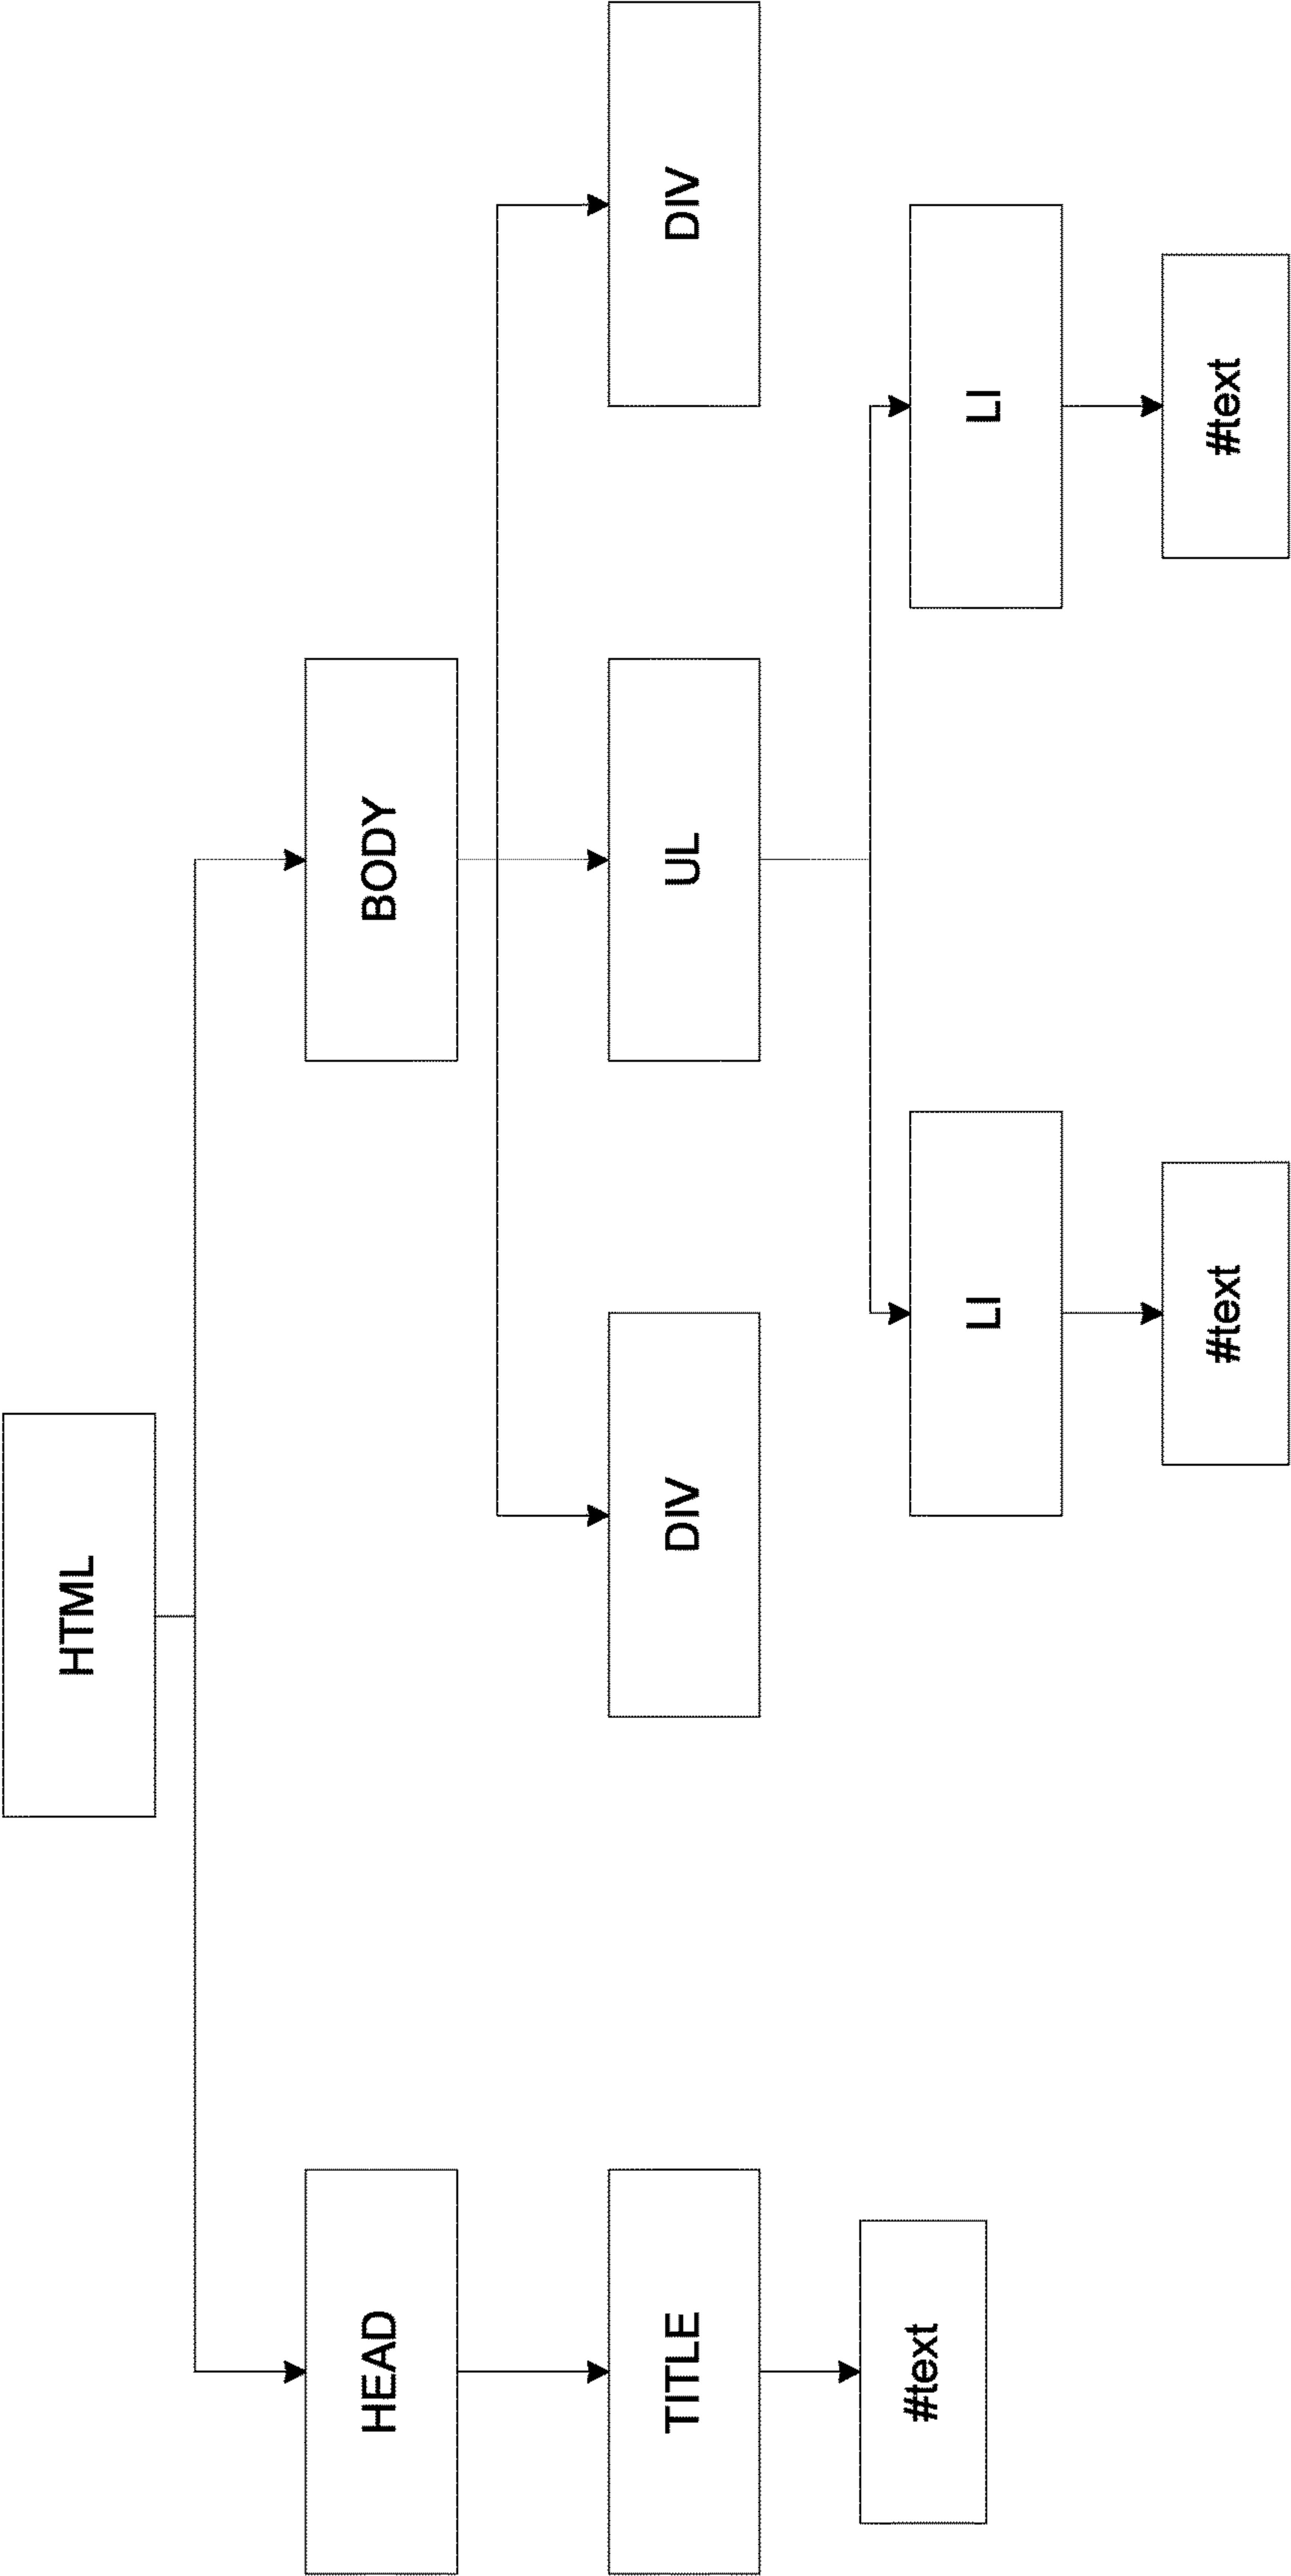 HTML
HEAD
BODY
TITLE
DIV
UL
DIV
#text
LI
LI
#text
#text